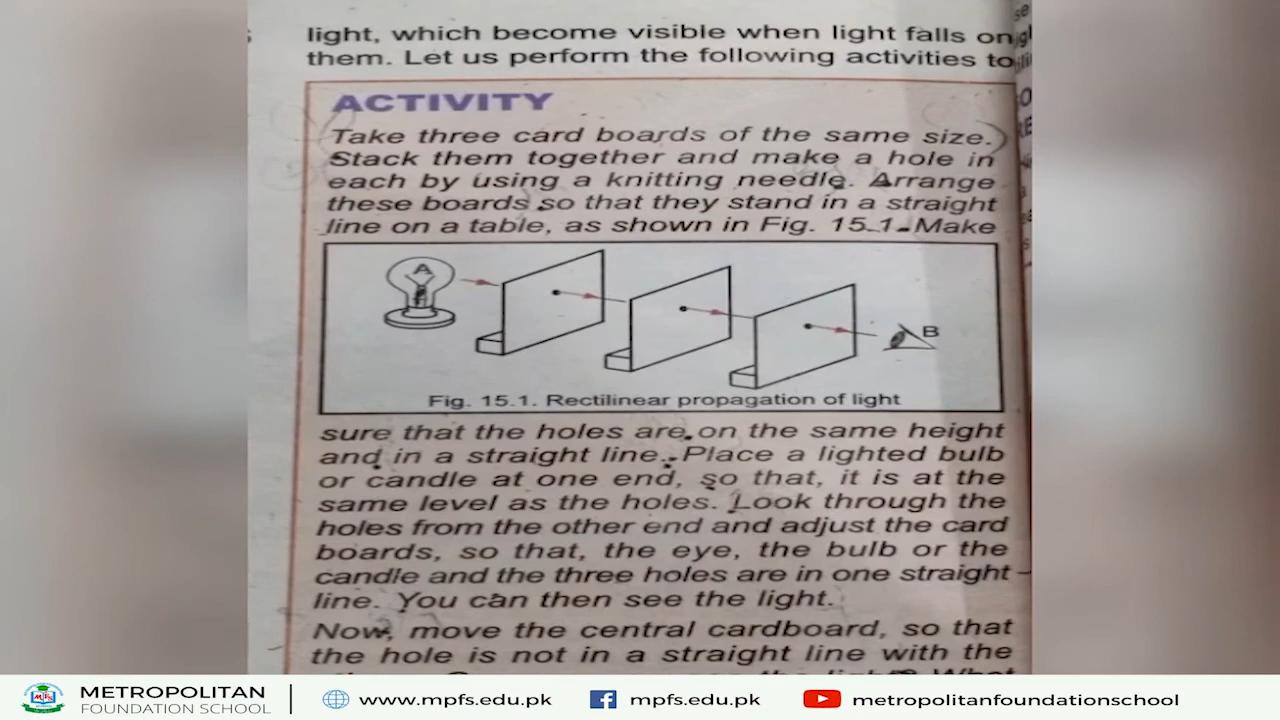 light, which become visible when light falls on
them. Let us perform the following activities to
ACTIVITY
Take three card boards of the same size.
Stack them together and make a hole in
each by using a knitting needle. Arrange
these boards so that they stand in a straight
line on a table, as shown in Fig. 15.1. Make
A
B
Fig. 15.1. Rectilinear propagation of light
sure that the holes are on the same height
and in a straight line. Place a lighted bulb
or candle at one end, so that, it is at the
same level as the holes. Look through the
holes from the other end and adjust the card
boards, so that, the eye, the bulb or the
candle and the three holes are in one straight
line. You can then see the light.
Now, move the central cardboard, so that
the hole is not in a straight line with the
METROPOLITAN
FOUNDATION SCHOOL
www.mpfs.edu.pk
mpfs.edu.pk
metropolitanfoundationschool